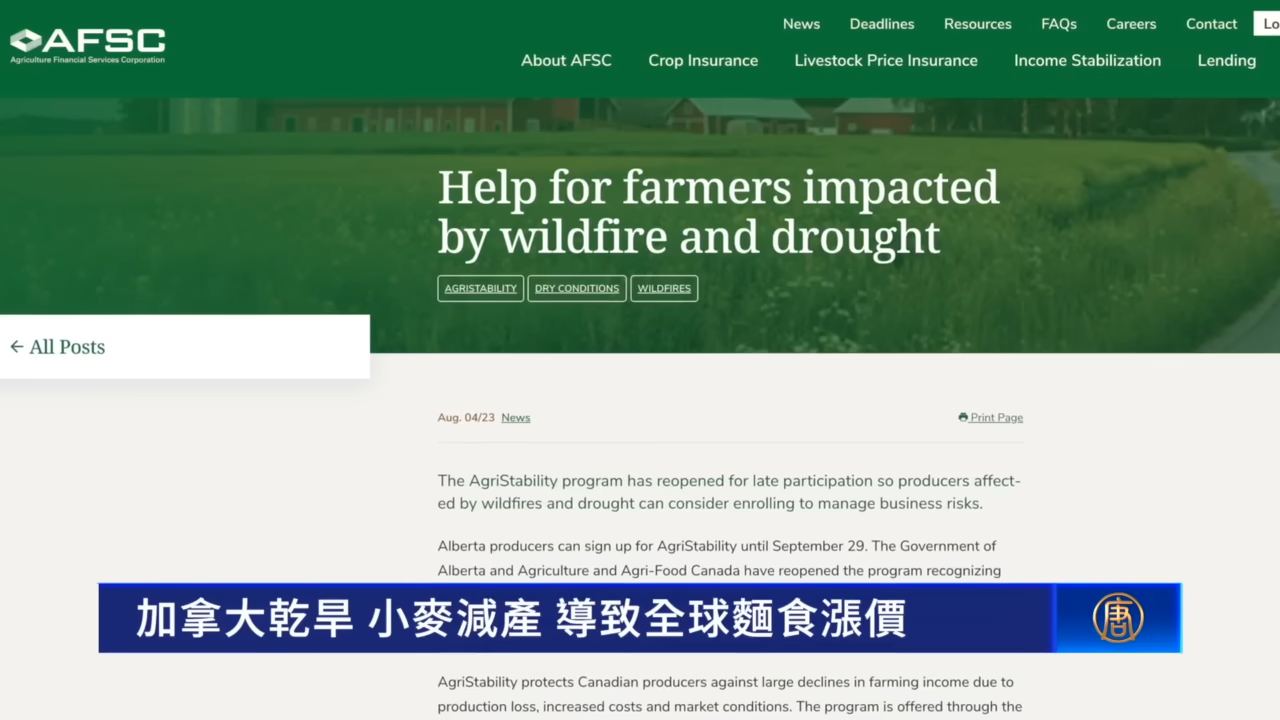 News Deadlines Resources FAQs Careers Contact Lo
AFSC
Agriculture Financial Services Corporation
About AFSC Crop Insurance Livestock Price Insurance Income Stabilization Lending
Help for farmers impacted
by wildfire and drought
AGRISTABILITY DRY CONDITIONS WILDFIRES
← All Posts
Aug. 04/23 News Print Page
The AgriStability program has reopened for late participation so producers affect-
ed by wildfires and drought can consider enrolling to manage business risks.
Alberta producers can sign up for AgriStability until September 29. The Government of
Alberta and Agriculture and Agri-Food Canada have reopened the program recognizing
加拿大乾旱 小麥減產 導致全球麵食漲價
唐
AgriStability protects Canadian producers against large declines in farming income due to
production loss, increased costs and market conditions. The program is offered through the